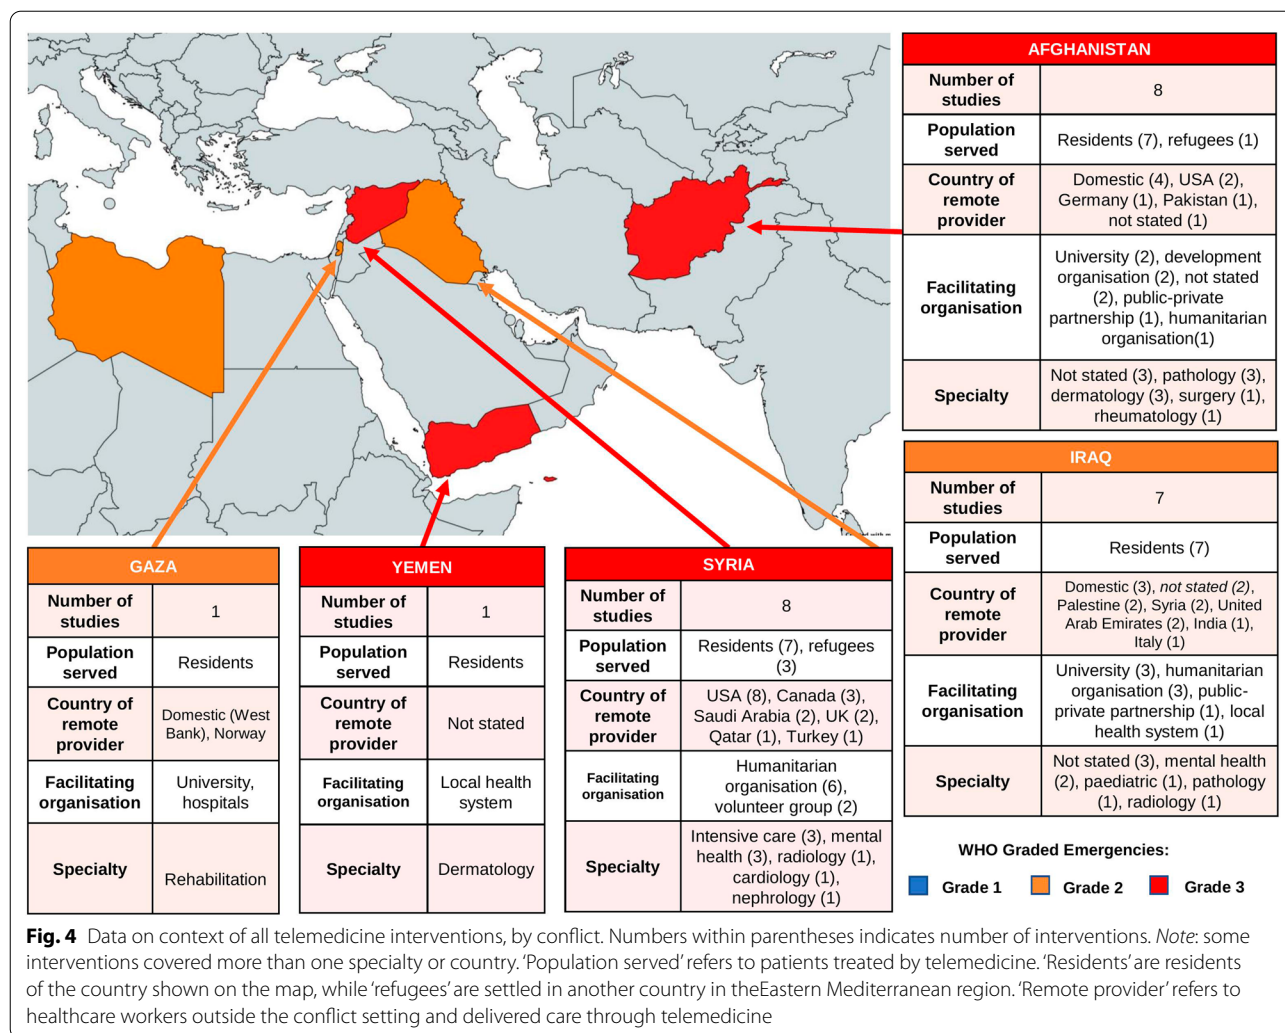 AFGHANISTAN
Number of
studies
8
Population
served
Residents (7), refugees (1)
Country of
remote
provider
Domestic (4), USA (2),
Germany (1), Pakistan (1),
not stated (1)
Facilitating
organisation
University (2), development
organisation (2), not stated
(2), public-private
partnership (1), humanitarian
organisation(1)
Specialty
Not stated (3), pathology (3),
dermatology (3), surgery (1),
rheumatology (1)
IRAQ
Number of
studies
7
Population
served
Residents (7)
Country of
remote
provider
Domestic (3), not stated (2),
Palestine (2), Syria (2), United
Arab Emirates (2), India (1),
Italy (1)
Facilitating
organisation
University (3), humanitarian
organisation (3), public-
private partnership (1), local
health system (1)
Specialty
Not stated (3), mental health
(2), paediatric (1), pathology
(1), radiology (1)
GAZA
Number of
studies
1
Population
served
Residents
Country of
remote
provider
Domestic (West
Bank), Norway
Facilitating
organisation
University,
hospitals
Specialty
Rehabilitation
YEMEN
Number of
studies
1
Population
served
Residents
Country of
remote
provider
Not stated
Facilitating
organisation
Local health
system
Specialty
Dermatology
SYRIA
Number of
studies
8
Population
served
Residents (7), refugees
(3)
Country of
remote
provider
USA (8), Canada (3),
Saudi Arabia (2), UK (2),
Qatar (1), Turkey (1)
Facilitating
organisation
Humanitarian
organisation (6),
volunteer group (2)
Specialty
Intensive care (3), mental
health (3), radiology (1),
cardiology (1),
nephrology (1)
WHO Graded Emergencies:
Grade 1
Grade 2
Grade 3
Fig. 4 Data on context of all telemedicine interventions, by conflict. Numbers within parentheses indicates number of interventions. Note: some
interventions covered more than one specialty or country. ‘Population served’ refers to patients treated by telemedicine. ‘Residents’ are residents
of the country shown on the map, while ‘refugees’ are settled in another country in theEastern Mediterranean region. ‘Remote provider’ refers to
healthcare workers outside the conflict setting and delivered care through telemedicine